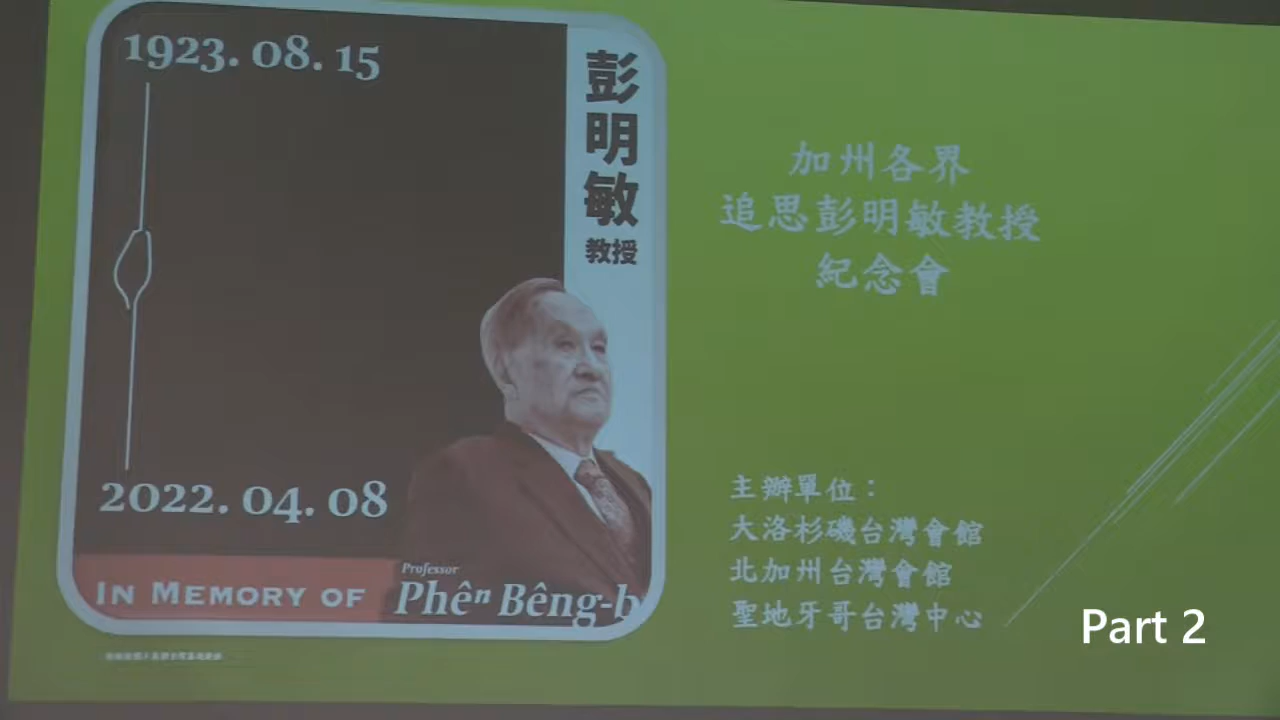 1923. 08. 15
彭明敏
教授
2022. 04. 08
IN MEMORY OF
Professor
Phêⁿ Bêng-b
加州各界
追思彭明敏教授
紀念會
主辦單位：
大洛杉磯台灣會館
北加州台灣會館
聖地牙哥台灣中心
Part 2